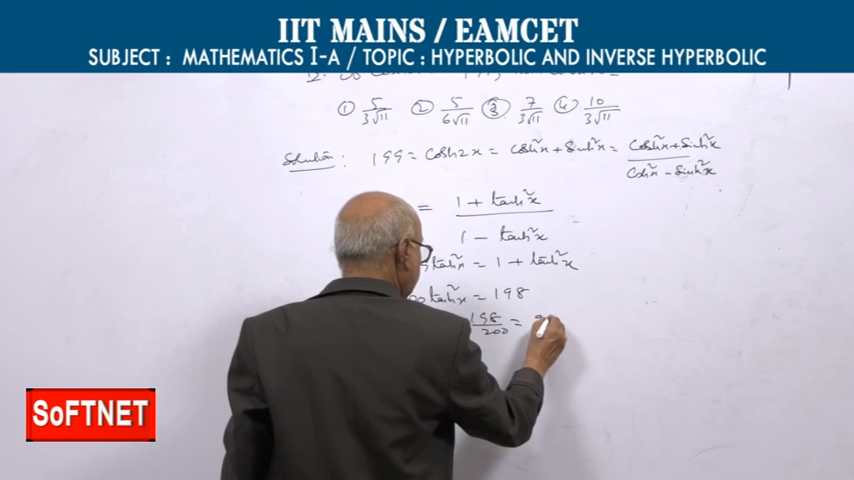 IIT MAINS / EAMCET
SUBJECT : MATHEMATICS I-A / TOPIC : HYPERBOLIC AND INVERSE HYPERBOLIC
① 5/3√11 ② 5/6√11 ③ 7/3√11 ④ 10/3√11
Solution : 199 = Cosh2x = Cosh²x + Sinh²x = Cosh²x + Sinh²x / Cosh²x - Sinh²x
= 1 + tanh²x / 1 - tanh²x
tanh²x = 1 + tanh²x
tanh²x = 198
198/200 =
SoFTNET